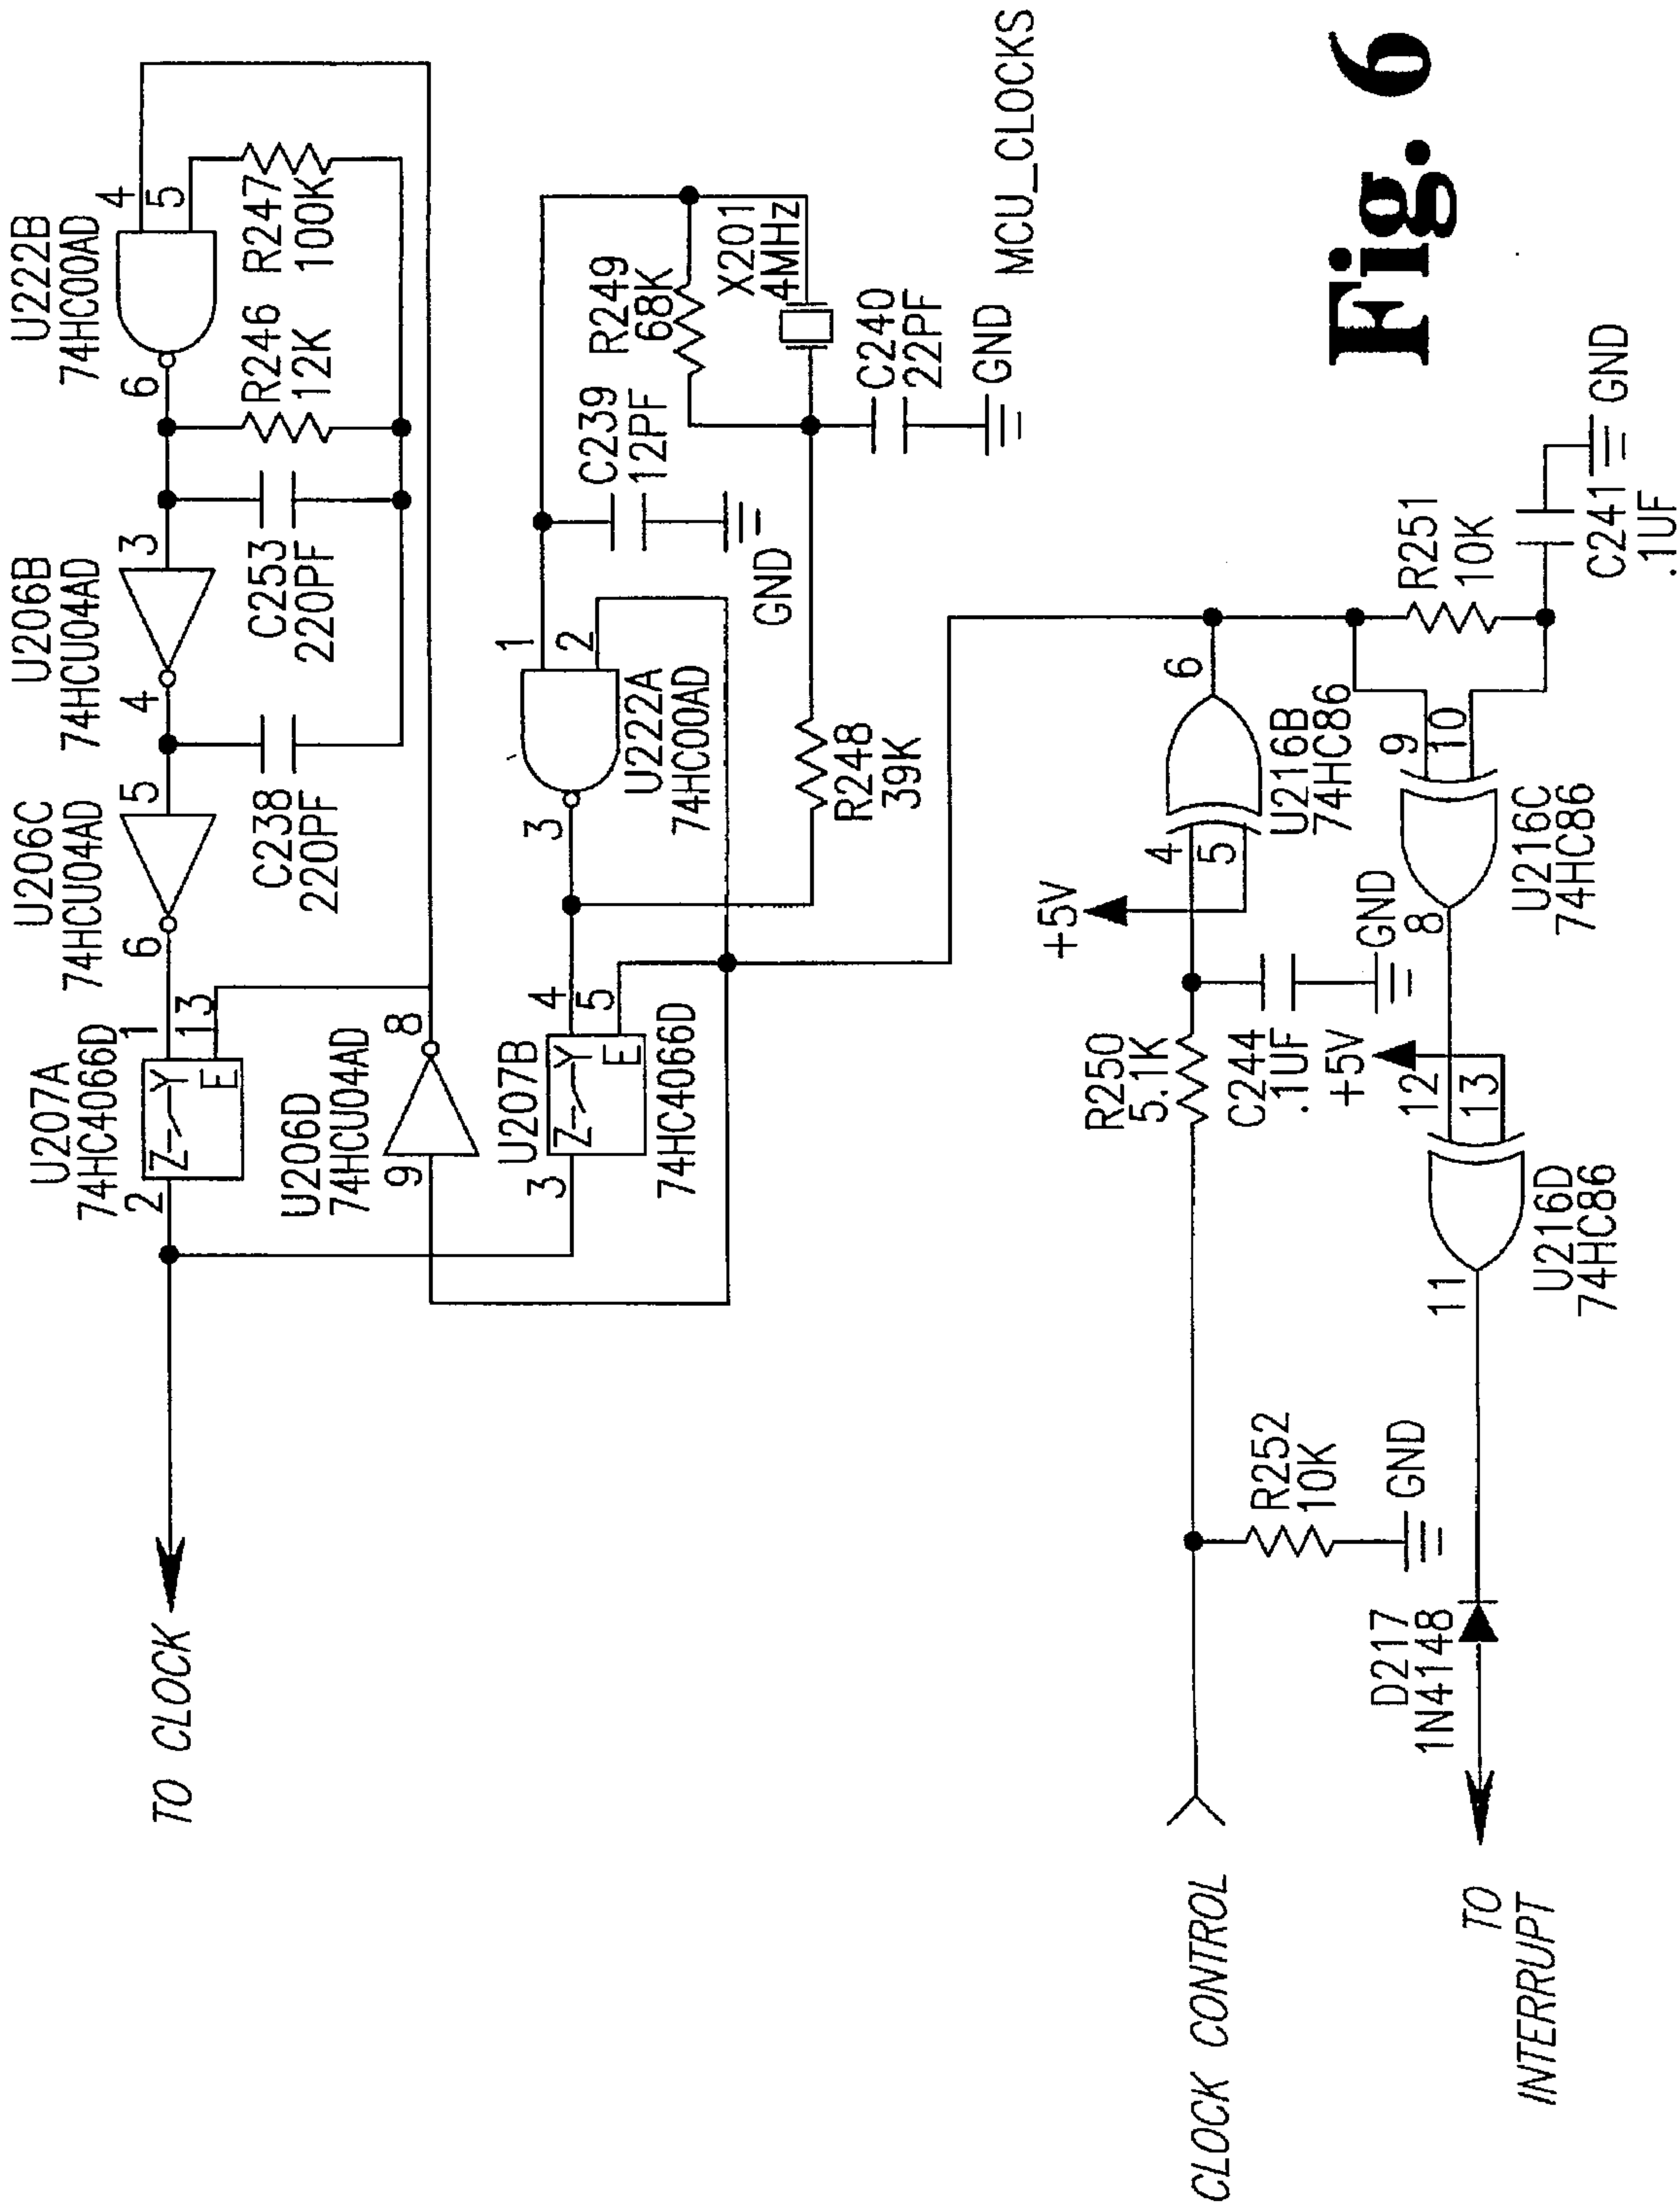 U222B
74HC00AD
4
5
6
R247
100K
R246
12K
U206B
74HCU04AD
3
4
C253
220PF
U206C
74HCU04AD
5
6
C238
220PF
U207A
74HC4066D
1
13
2
Z
Y
E
TO CLOCK
U206D
74HCU04AD
8
9
U207B
74HC4066D
4
5
3
Z
Y
E
U222A
74HC00AD
1
2
3
R249
68K
X201
4MHz
C239
12PF
GND
C240
22PF
GND
R248
39K
MCU_CLOCKS
CLOCK CONTROL
R252
10K
GND
R250
5.1K
C244
.1UF
GND
+5V
4
5
6
U216B
74HC86
R251
10K
C241
.1UF
GND
9
10
8
U216C
74HC86
+5V
12
13
11
U216D
74HC86
D217
1N4148
TO
INTERRUPT
Fig. 6